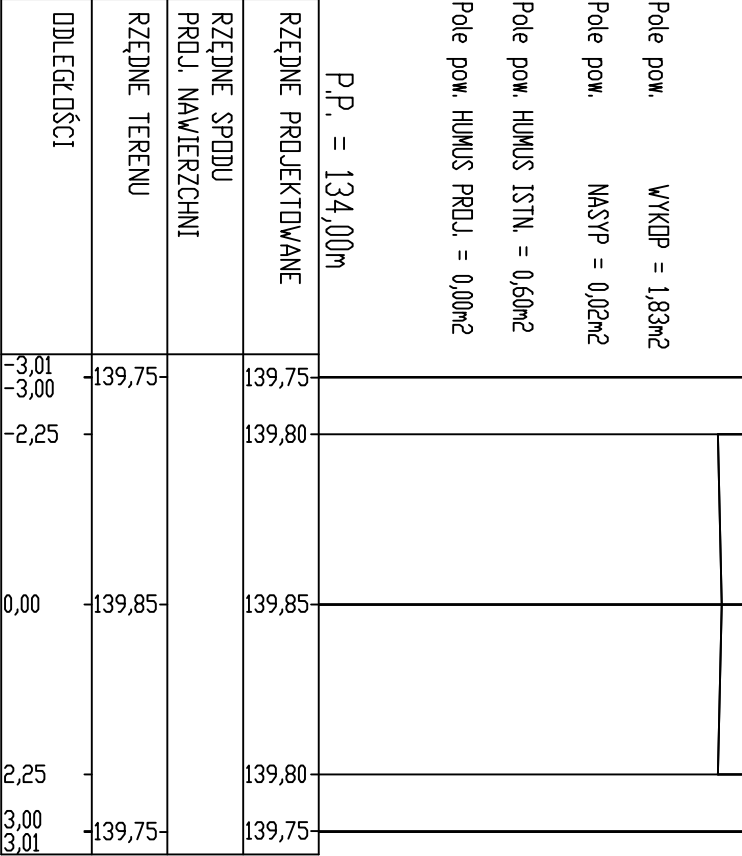 Pole pow. WYKOP = 1,83m2
Pole pow. NASYP = 0,02m2
Pole pow. HUMUS ISTN. = 0,60m2
Pole pow. HUMUS PROJ. = 0,00m2
P.P. = 134,00m
RZĘDNE PROJEKTOWANE
139,75
139,80
139,85
139,80
139,75
RZĘDNE SPODU
PROJ. NAWIERZCHNI
RZĘDNE TERENU
139,75
139,85
139,75
ODLEGŁOŚCI
-3,01
-3,00
-2,25
0,00
2,25
3,00
3,01